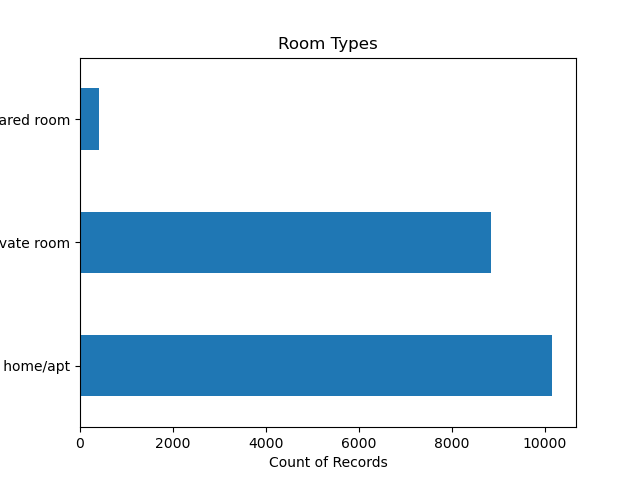 Room Types
ared room
vate room
home/apt
0 2000 4000 6000 8000 10000
Count of Records